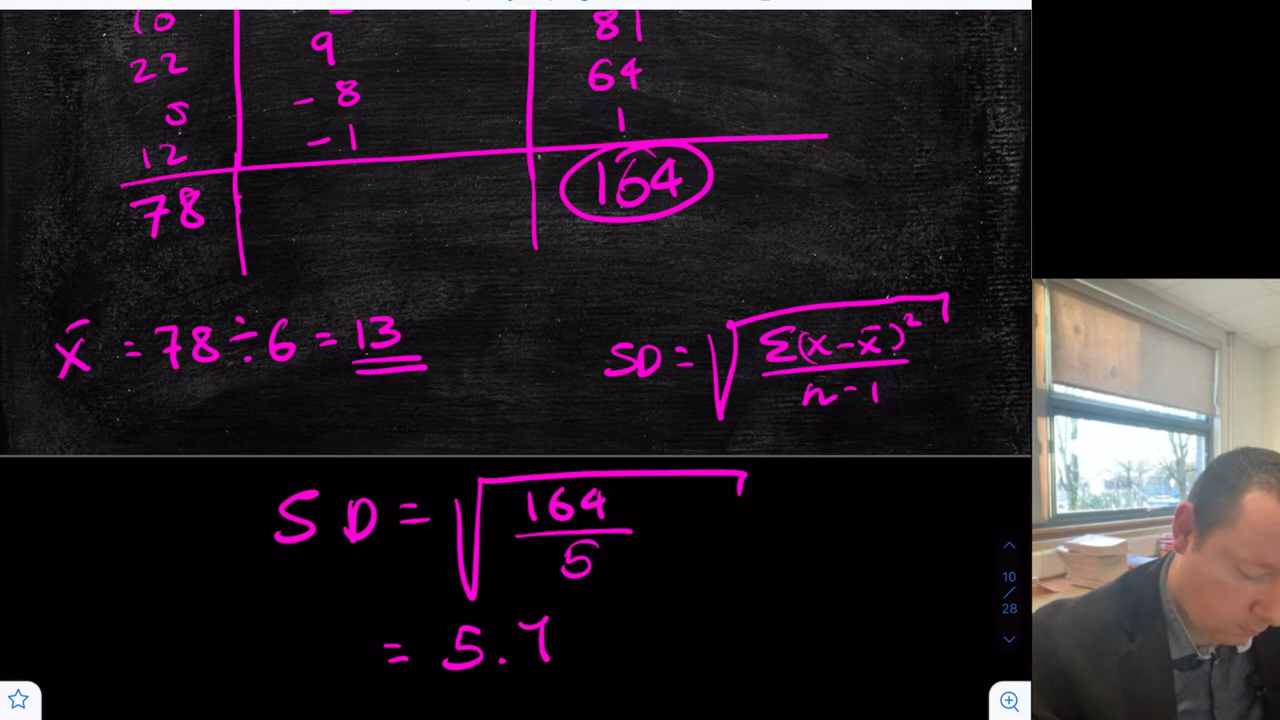 10 81
22 9 64
5 -8 1
12 -1
78 164
x̄ = 78 ÷ 6 = 13
SD = √ Σ(x-x̄)² / n-1
SD = √ 164 / 5
= 5.7
10
/
28